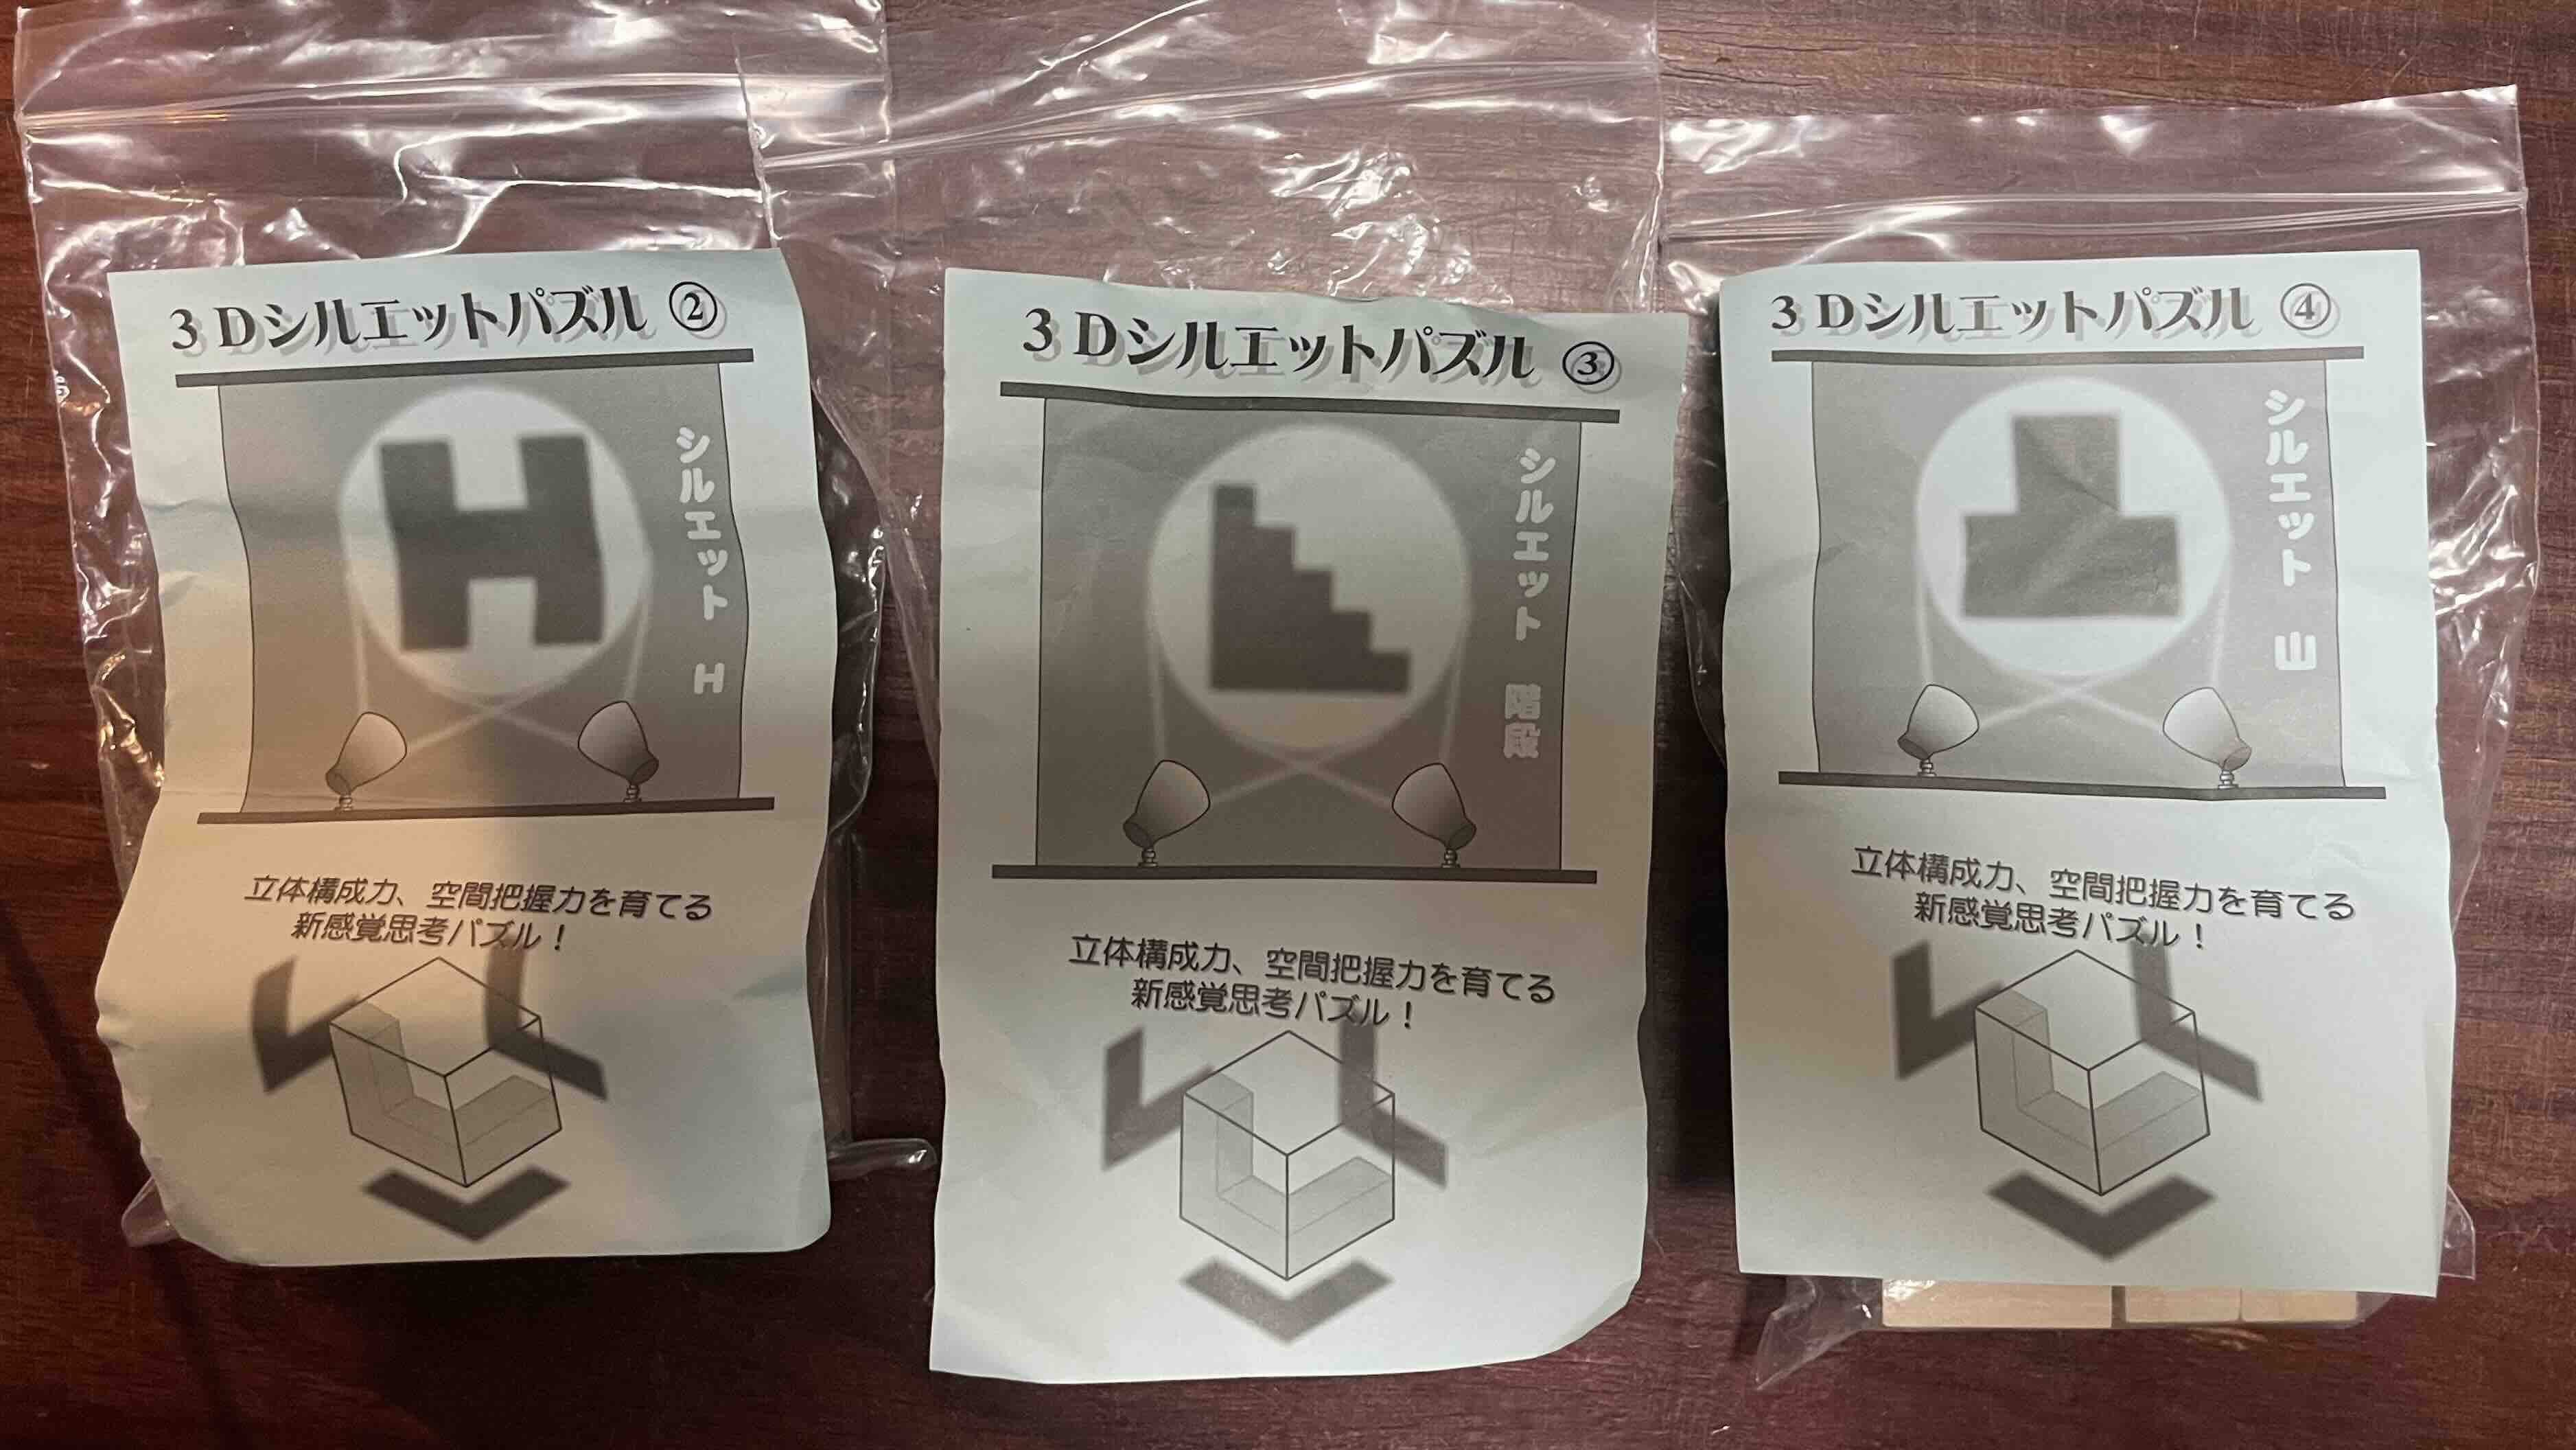 3Dシルエットパズル ②
シルエット H
立体構成力、空間把握力を育てる
新感覚思考パズル！
3Dシルエットパズル ③
シルエット 階段
立体構成力、空間把握力を育てる
新感覚思考パズル！
3Dシルエットパズル ④
シルエット 山
立体構成力、空間把握力を育てる
新感覚思考パズル！